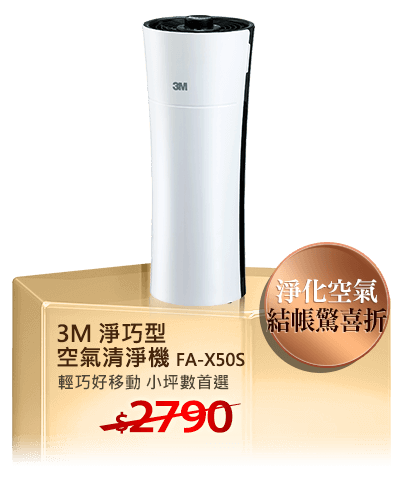 3M
淨化空氣
結帳驚喜折
3M 淨巧型
空氣清淨機 FA-X50S
輕巧好移動 小坪數首選
$2790